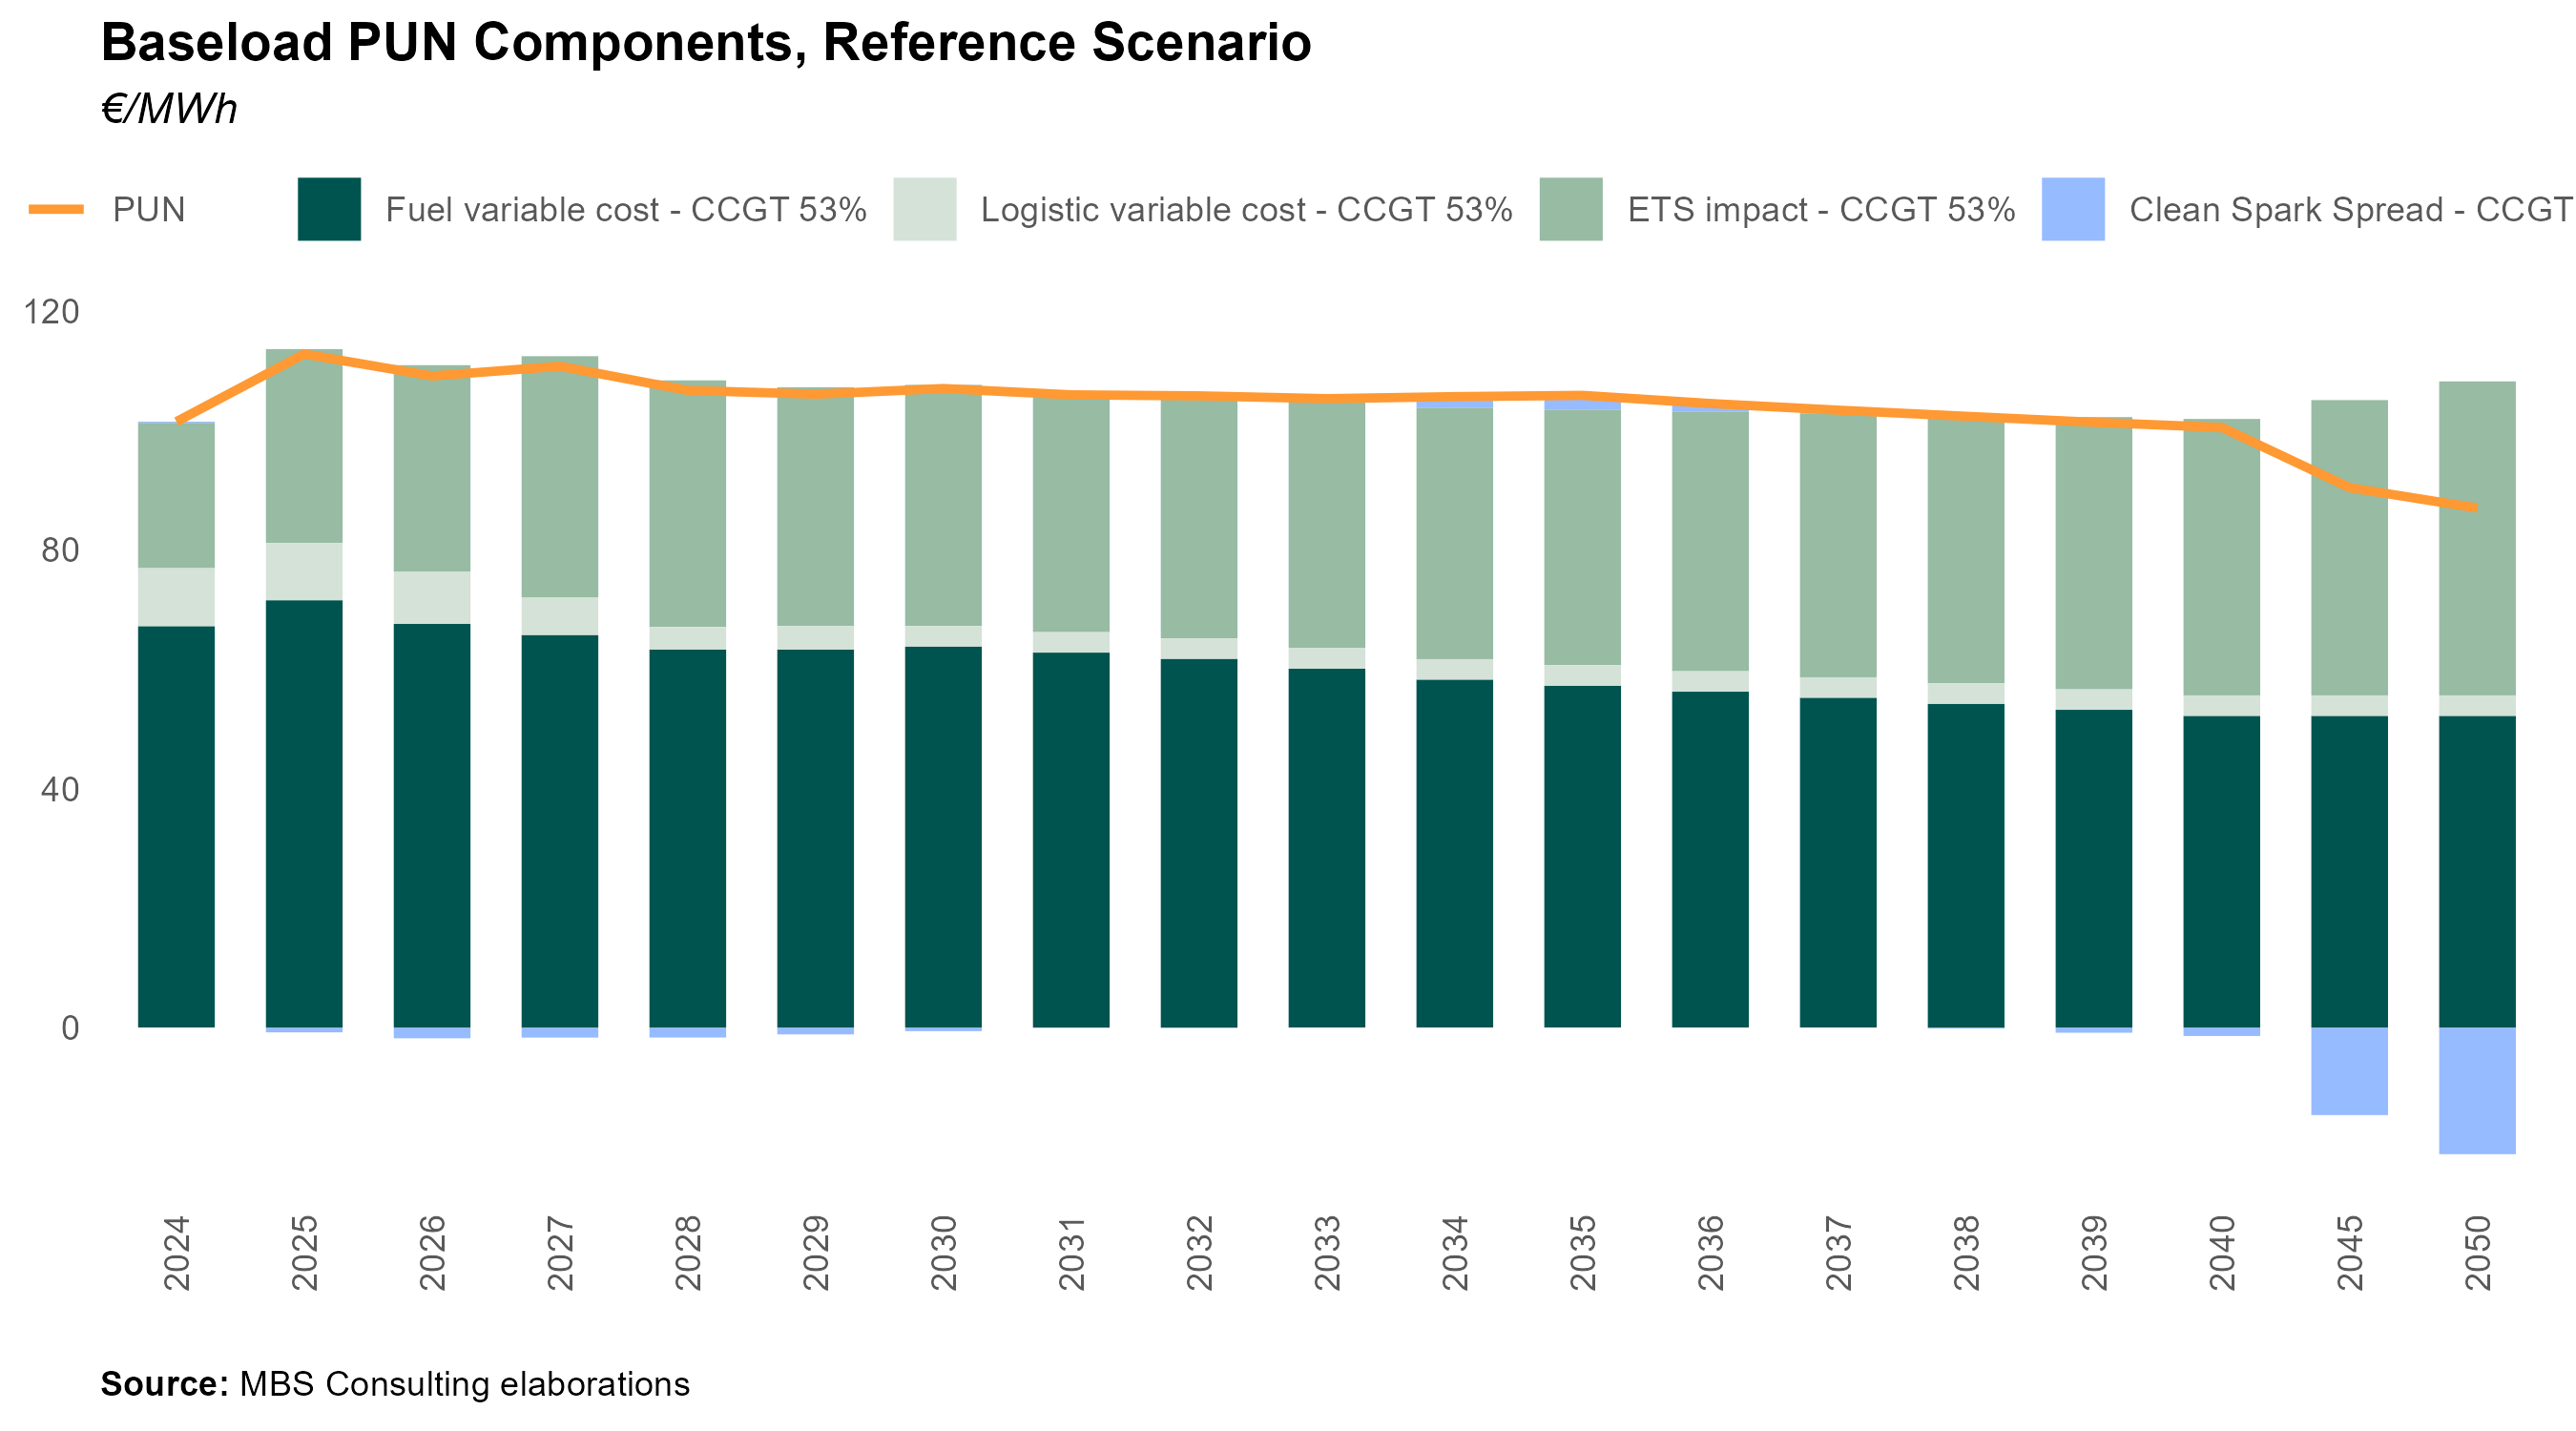 Baseload PUN Components, Reference Scenario
€/MWh
PUN Fuel variable cost - CCGT 53% Logistic variable cost - CCGT 53% ETS impact - CCGT 53% Clean Spark Spread - CCGT
120
80
40
0
2024 2025 2026 2027 2028 2029 2030 2031 2032 2033 2034 2035 2036 2037 2038 2039 2040 2045 2050
Source: MBS Consulting elaborations